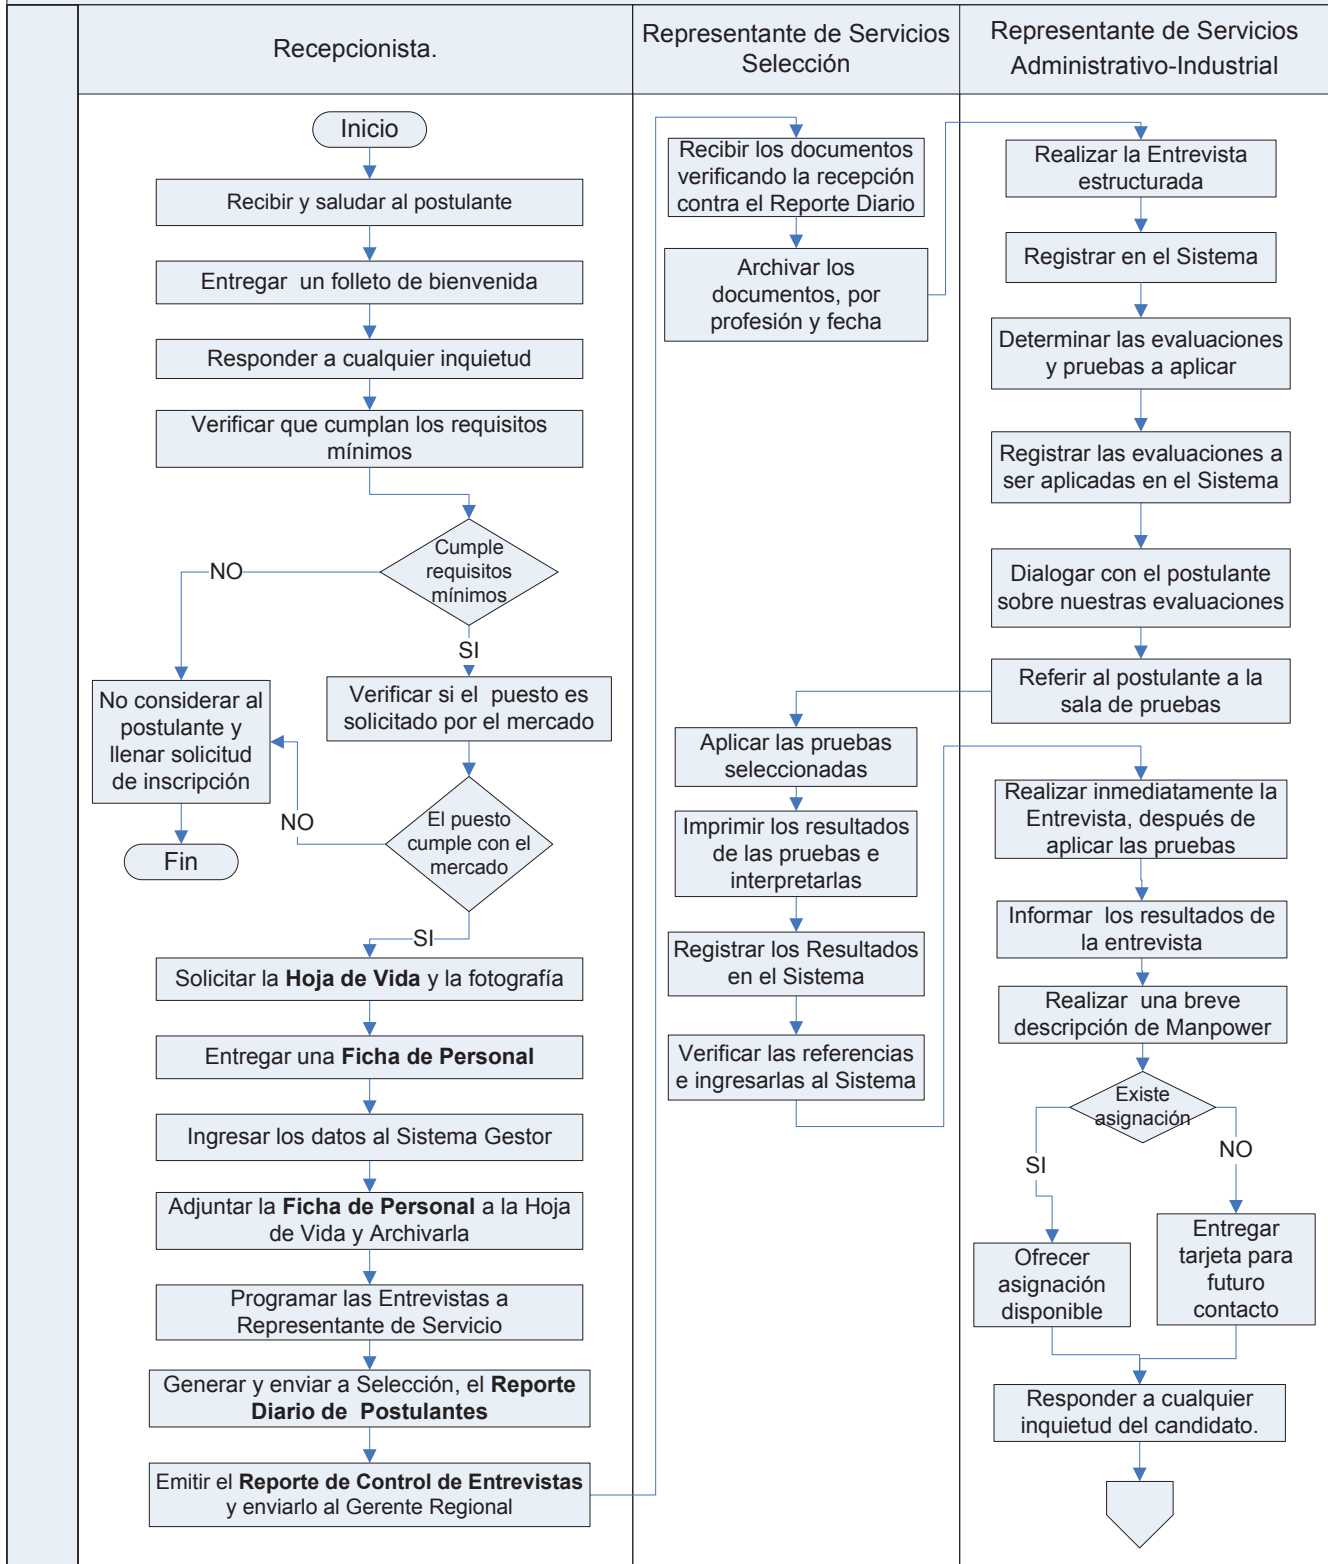 Recepcionista.
Representante de Servicios
Selección
Representante de Servicios
Administrativo-Industrial
Inicio
Recibir y saludar al postulante
Entregar un folleto de bienvenida
Responder a cualquier inquietud
Verificar que cumplan los requisitos
mínimos
Cumple
requisitos
mínimos
NO
SI
No considerar al
postulante y
llenar solicitud
de inscripción
Verificar si el puesto es
solicitado por el mercado
El puesto
cumple con el
mercado
NO
Fin
SI
Solicitar la Hoja de Vida y la fotografía
Entregar una Ficha de Personal
Ingresar los datos al Sistema Gestor
Adjuntar la Ficha de Personal a la Hoja
de Vida y Archivarla
Programar las Entrevistas a
Representante de Servicio
Generar y enviar a Selección, el Reporte
Diario de Postulantes
Emitir el Reporte de Control de Entrevistas
y enviarlo al Gerente Regional
Recibir los documentos
verificando la recepción
contra el Reporte Diario
Archivar los
documentos, por
profesión y fecha
Aplicar las pruebas
seleccionadas
Imprimir los resultados
de las pruebas e
interpretarlas
Registrar los Resultados
en el Sistema
Verificar las referencias
e ingresarlas al Sistema
Realizar la Entrevista
estructurada
Registrar en el Sistema
Determinar las evaluaciones
y pruebas a aplicar
Registrar las evaluaciones a
ser aplicadas en el Sistema
Dialogar con el postulante
sobre nuestras evaluaciones
Referir al postulante a la
sala de pruebas
Realizar inmediatamente la
Entrevista, después de
aplicar las pruebas
Informar los resultados de
la entrevista
Realizar una breve
descripción de Manpower
Existe
asignación
SI
NO
Ofrecer
asignación
disponible
Entregar
tarjeta para
futuro
contacto
Responder a cualquier
inquietud del candidato.